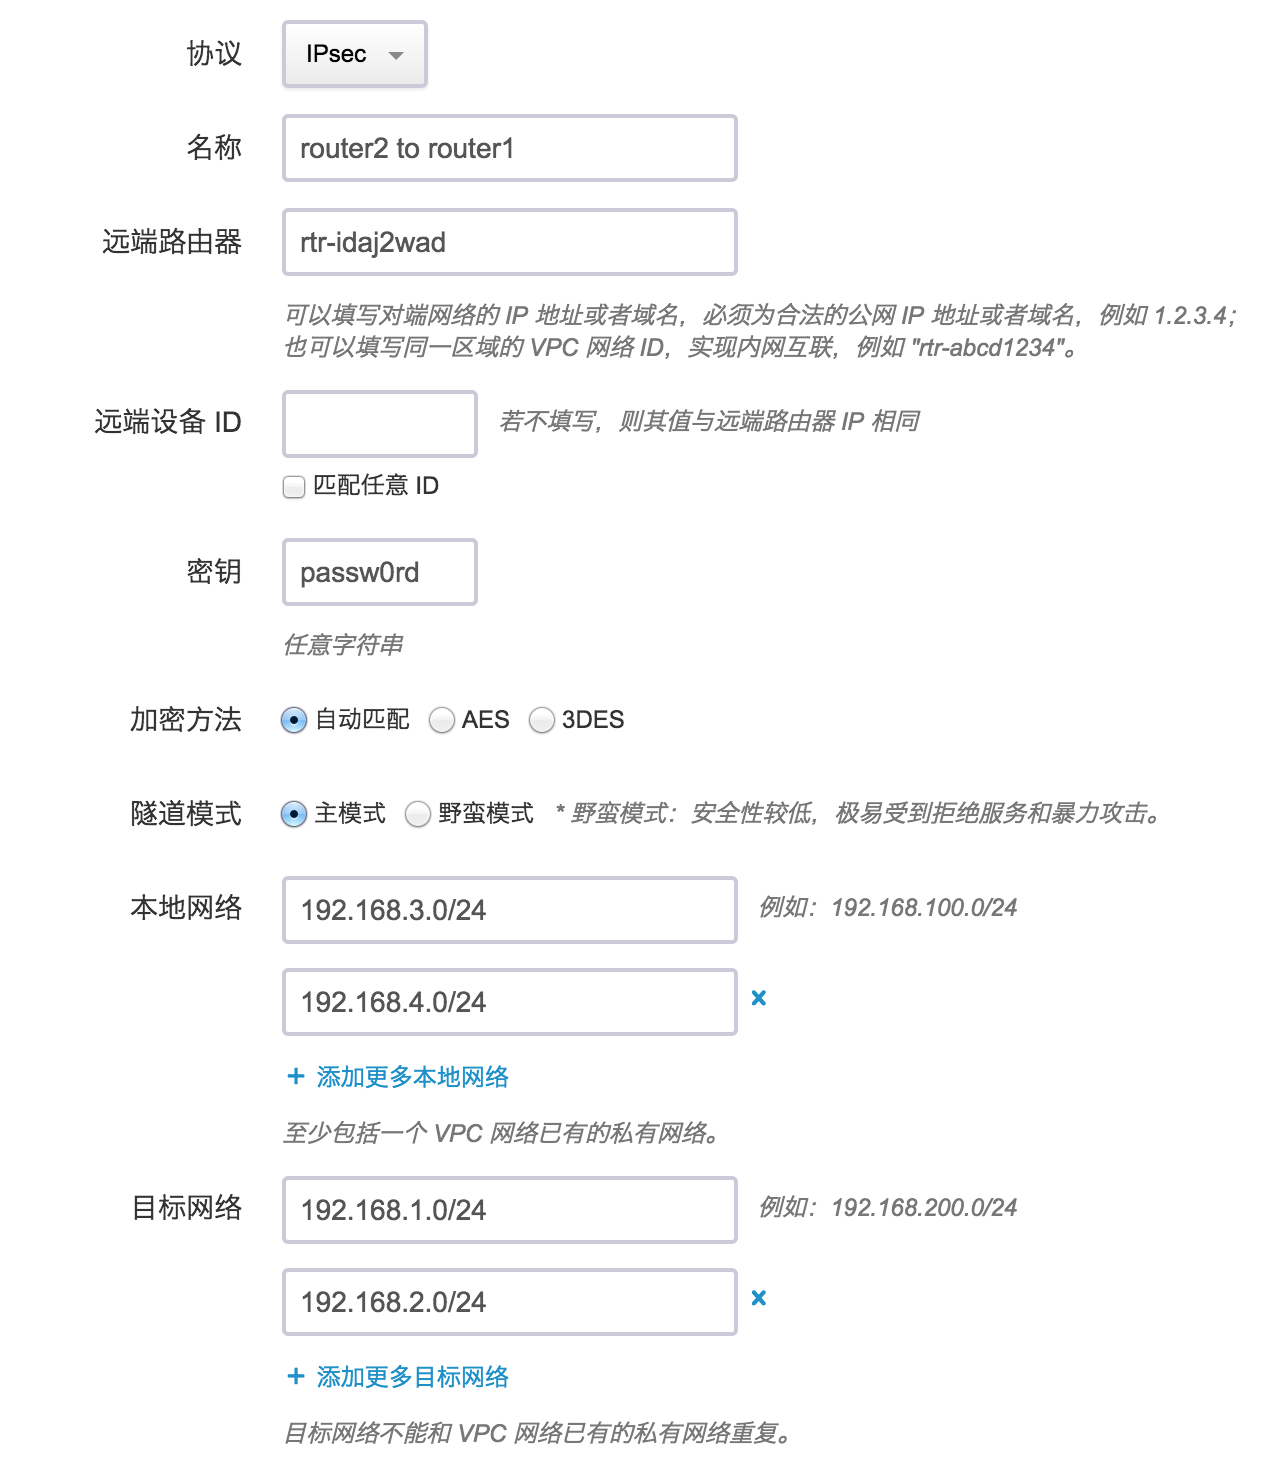 协议 IPsec
名称 router2 to router1
远端路由器 rtr-idaj2wad
可以填写对端网络的 IP 地址或者域名，必须为合法的公网 IP 地址或者域名，例如 1.2.3.4；
也可以填写同一区域的 VPC 网络 ID，实现内网互联，例如 "rtr-abcd1234"。
远端设备 ID 若不填写，则其值与远端路由器 IP 相同
匹配任意 ID
密钥 passw0rd
任意字符串
加密方法 自动匹配 AES 3DES
隧道模式 主模式 野蛮模式 * 野蛮模式：安全性较低，极易受到拒绝服务和暴力攻击。
本地网络 192.168.3.0/24 例如：192.168.100.0/24
192.168.4.0/24 ×
+ 添加更多本地网络
至少包括一个 VPC 网络已有的私有网络。
目标网络 192.168.1.0/24 例如：192.168.200.0/24
192.168.2.0/24 ×
+ 添加更多目标网络
目标网络不能和 VPC 网络已有的私有网络重复。